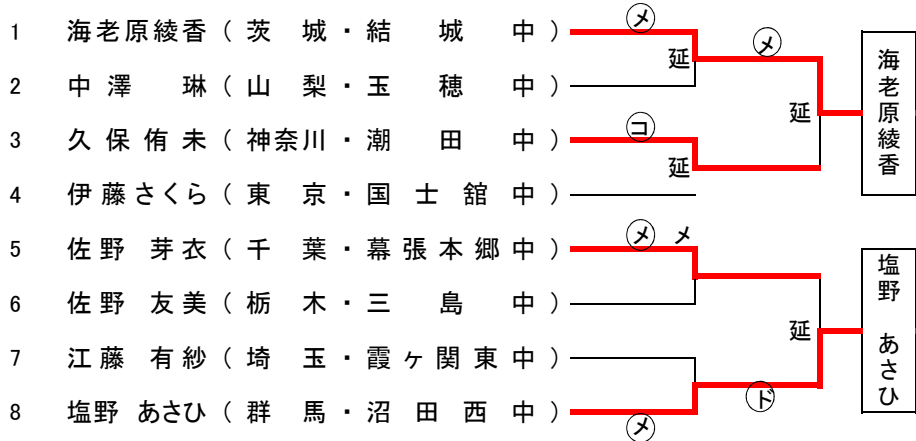 メ
1 海老原綾香 ( 茨 城 ・ 結 城 中 )
延
メ
2 中 澤 琳 ( 山 梨 ・ 玉 穂 中 )
延
海老原綾香
コ
3 久 保 侑 未 ( 神奈川 ・ 潮 田 中 )
延
4 伊 藤 さくら ( 東 京 ・ 国 士 舘 中 )
メ メ
5 佐 野 芽 衣 ( 千 葉 ・ 幕 張 本 郷 中 )
6 佐 野 友 美 ( 栃 木 ・ 三 島 中 )
延
塩野 あさひ
7 江 藤 有 紗 ( 埼 玉 ・ 霞 ヶ 関 東 中 )
ド
8 塩野 あさひ ( 群 馬 ・ 沼 田 西 中 )
メ